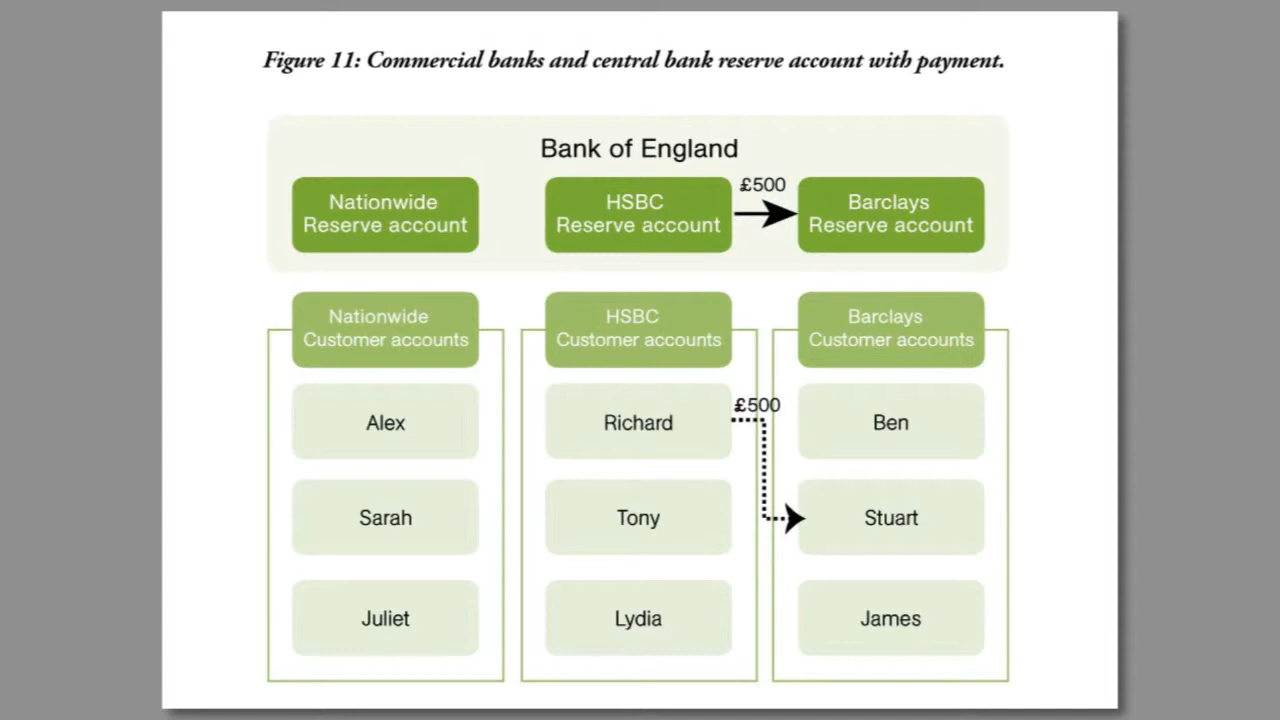 Figure 11: Commercial banks and central bank reserve account with payment.
Bank of England
Nationwide
Reserve account
HSBC
Reserve account
£500
Barclays
Reserve account
Nationwide
Customer accounts
HSBC
Customer accounts
Barclays
Customer accounts
Alex
Richard
£500
Ben
Sarah
Tony
Stuart
Juliet
Lydia
James